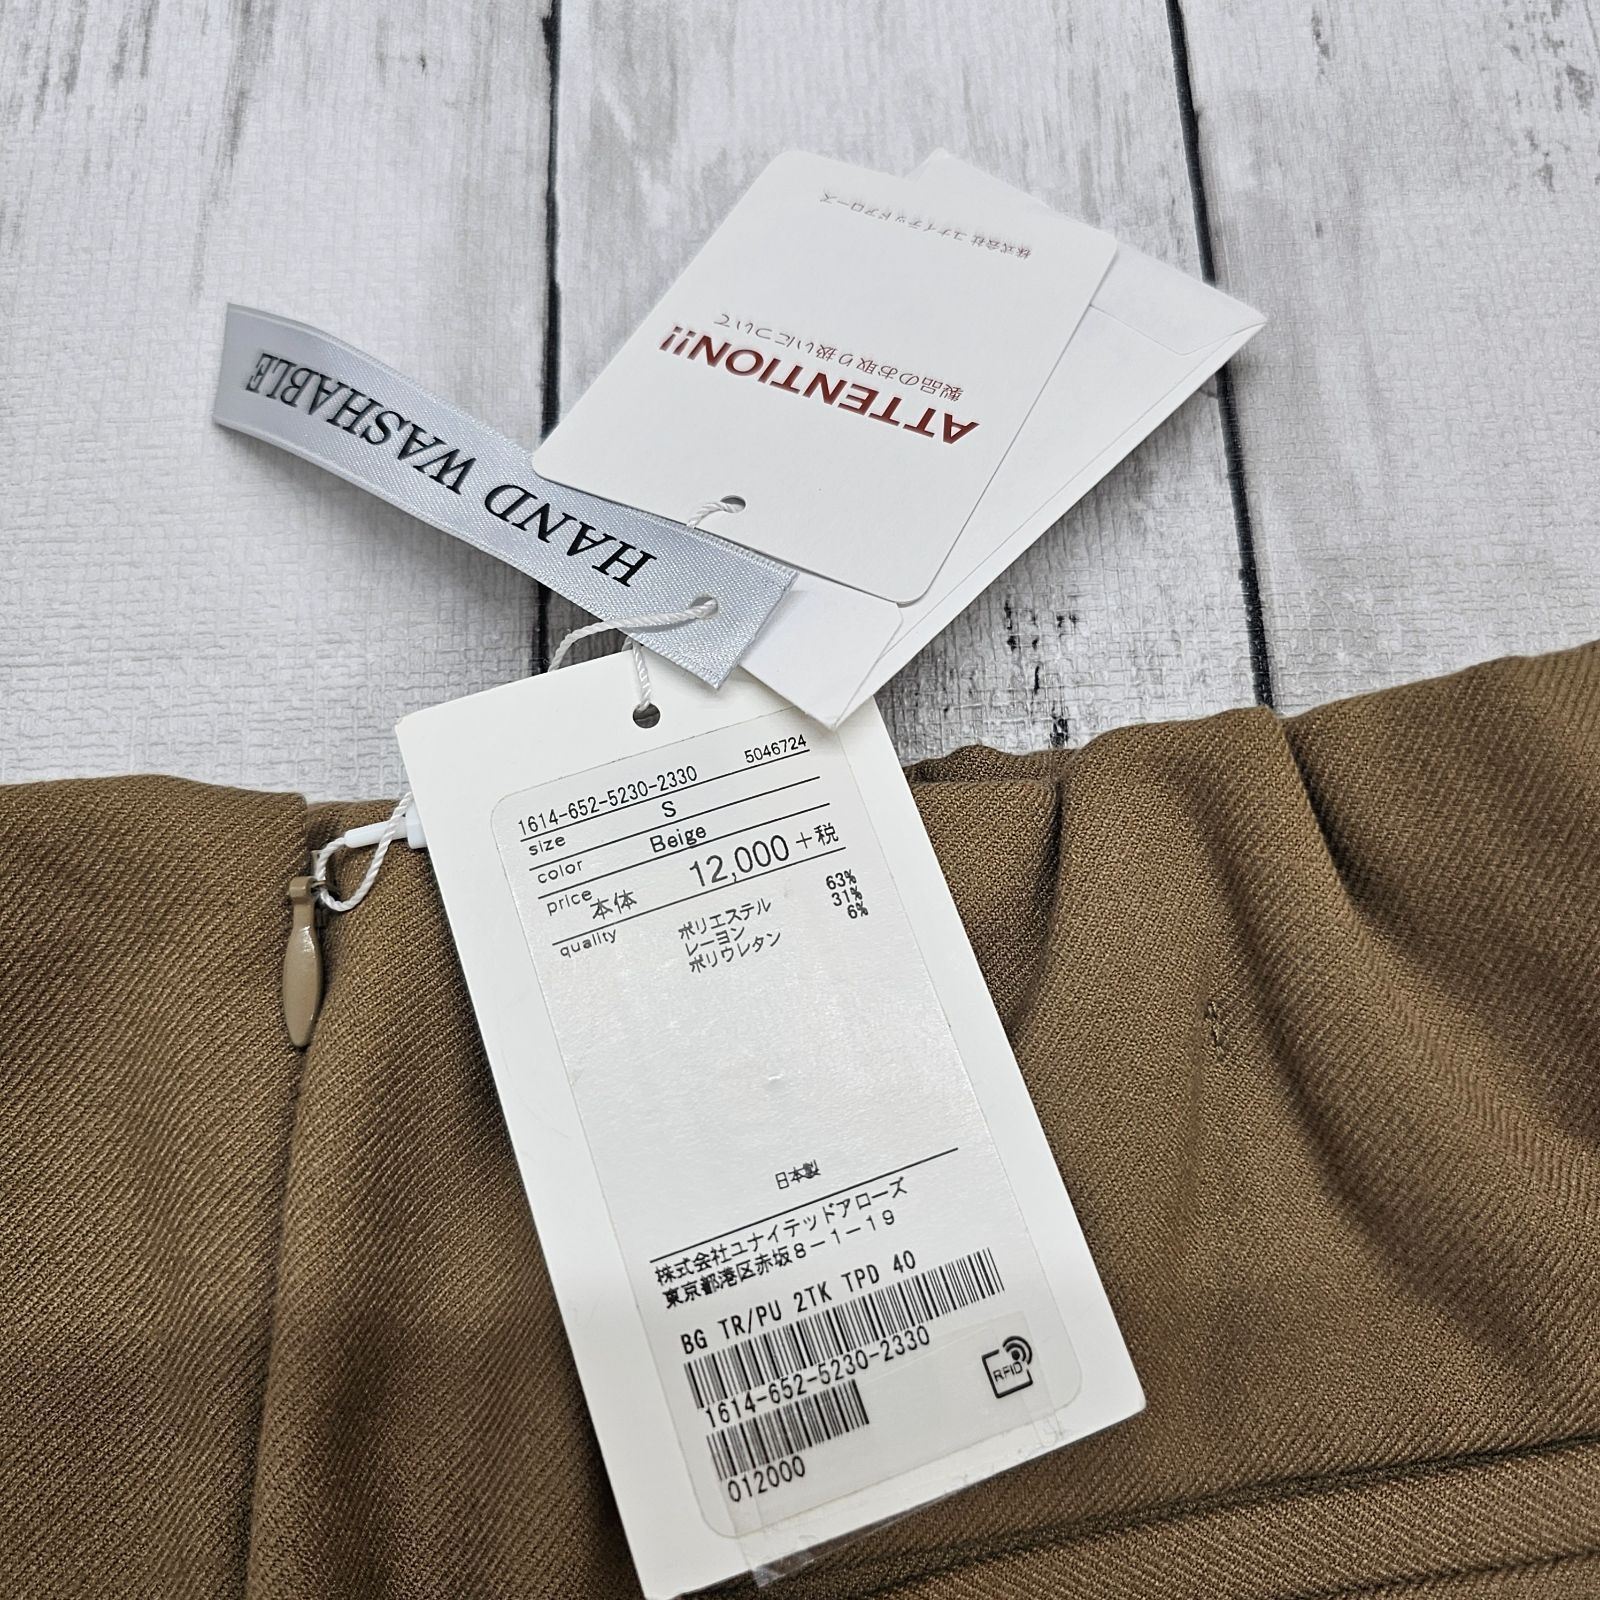 株式会社 ユナイテッドアローズ
製品のお取り扱いについて
ATTENTION!!
HAND WASHABLE
1614-652-5230-2330 5046724
size S
color Beige
price 本体 12,000+税
quality ポリエステル 63%
レーヨン 31%
ポリウレタン 6%
日本製
株式会社ユナイテッドアローズ
東京都港区赤坂8-1-19
BG TR/PU 2TK TPD 40
1614-652-5230-2330
012000
RFID